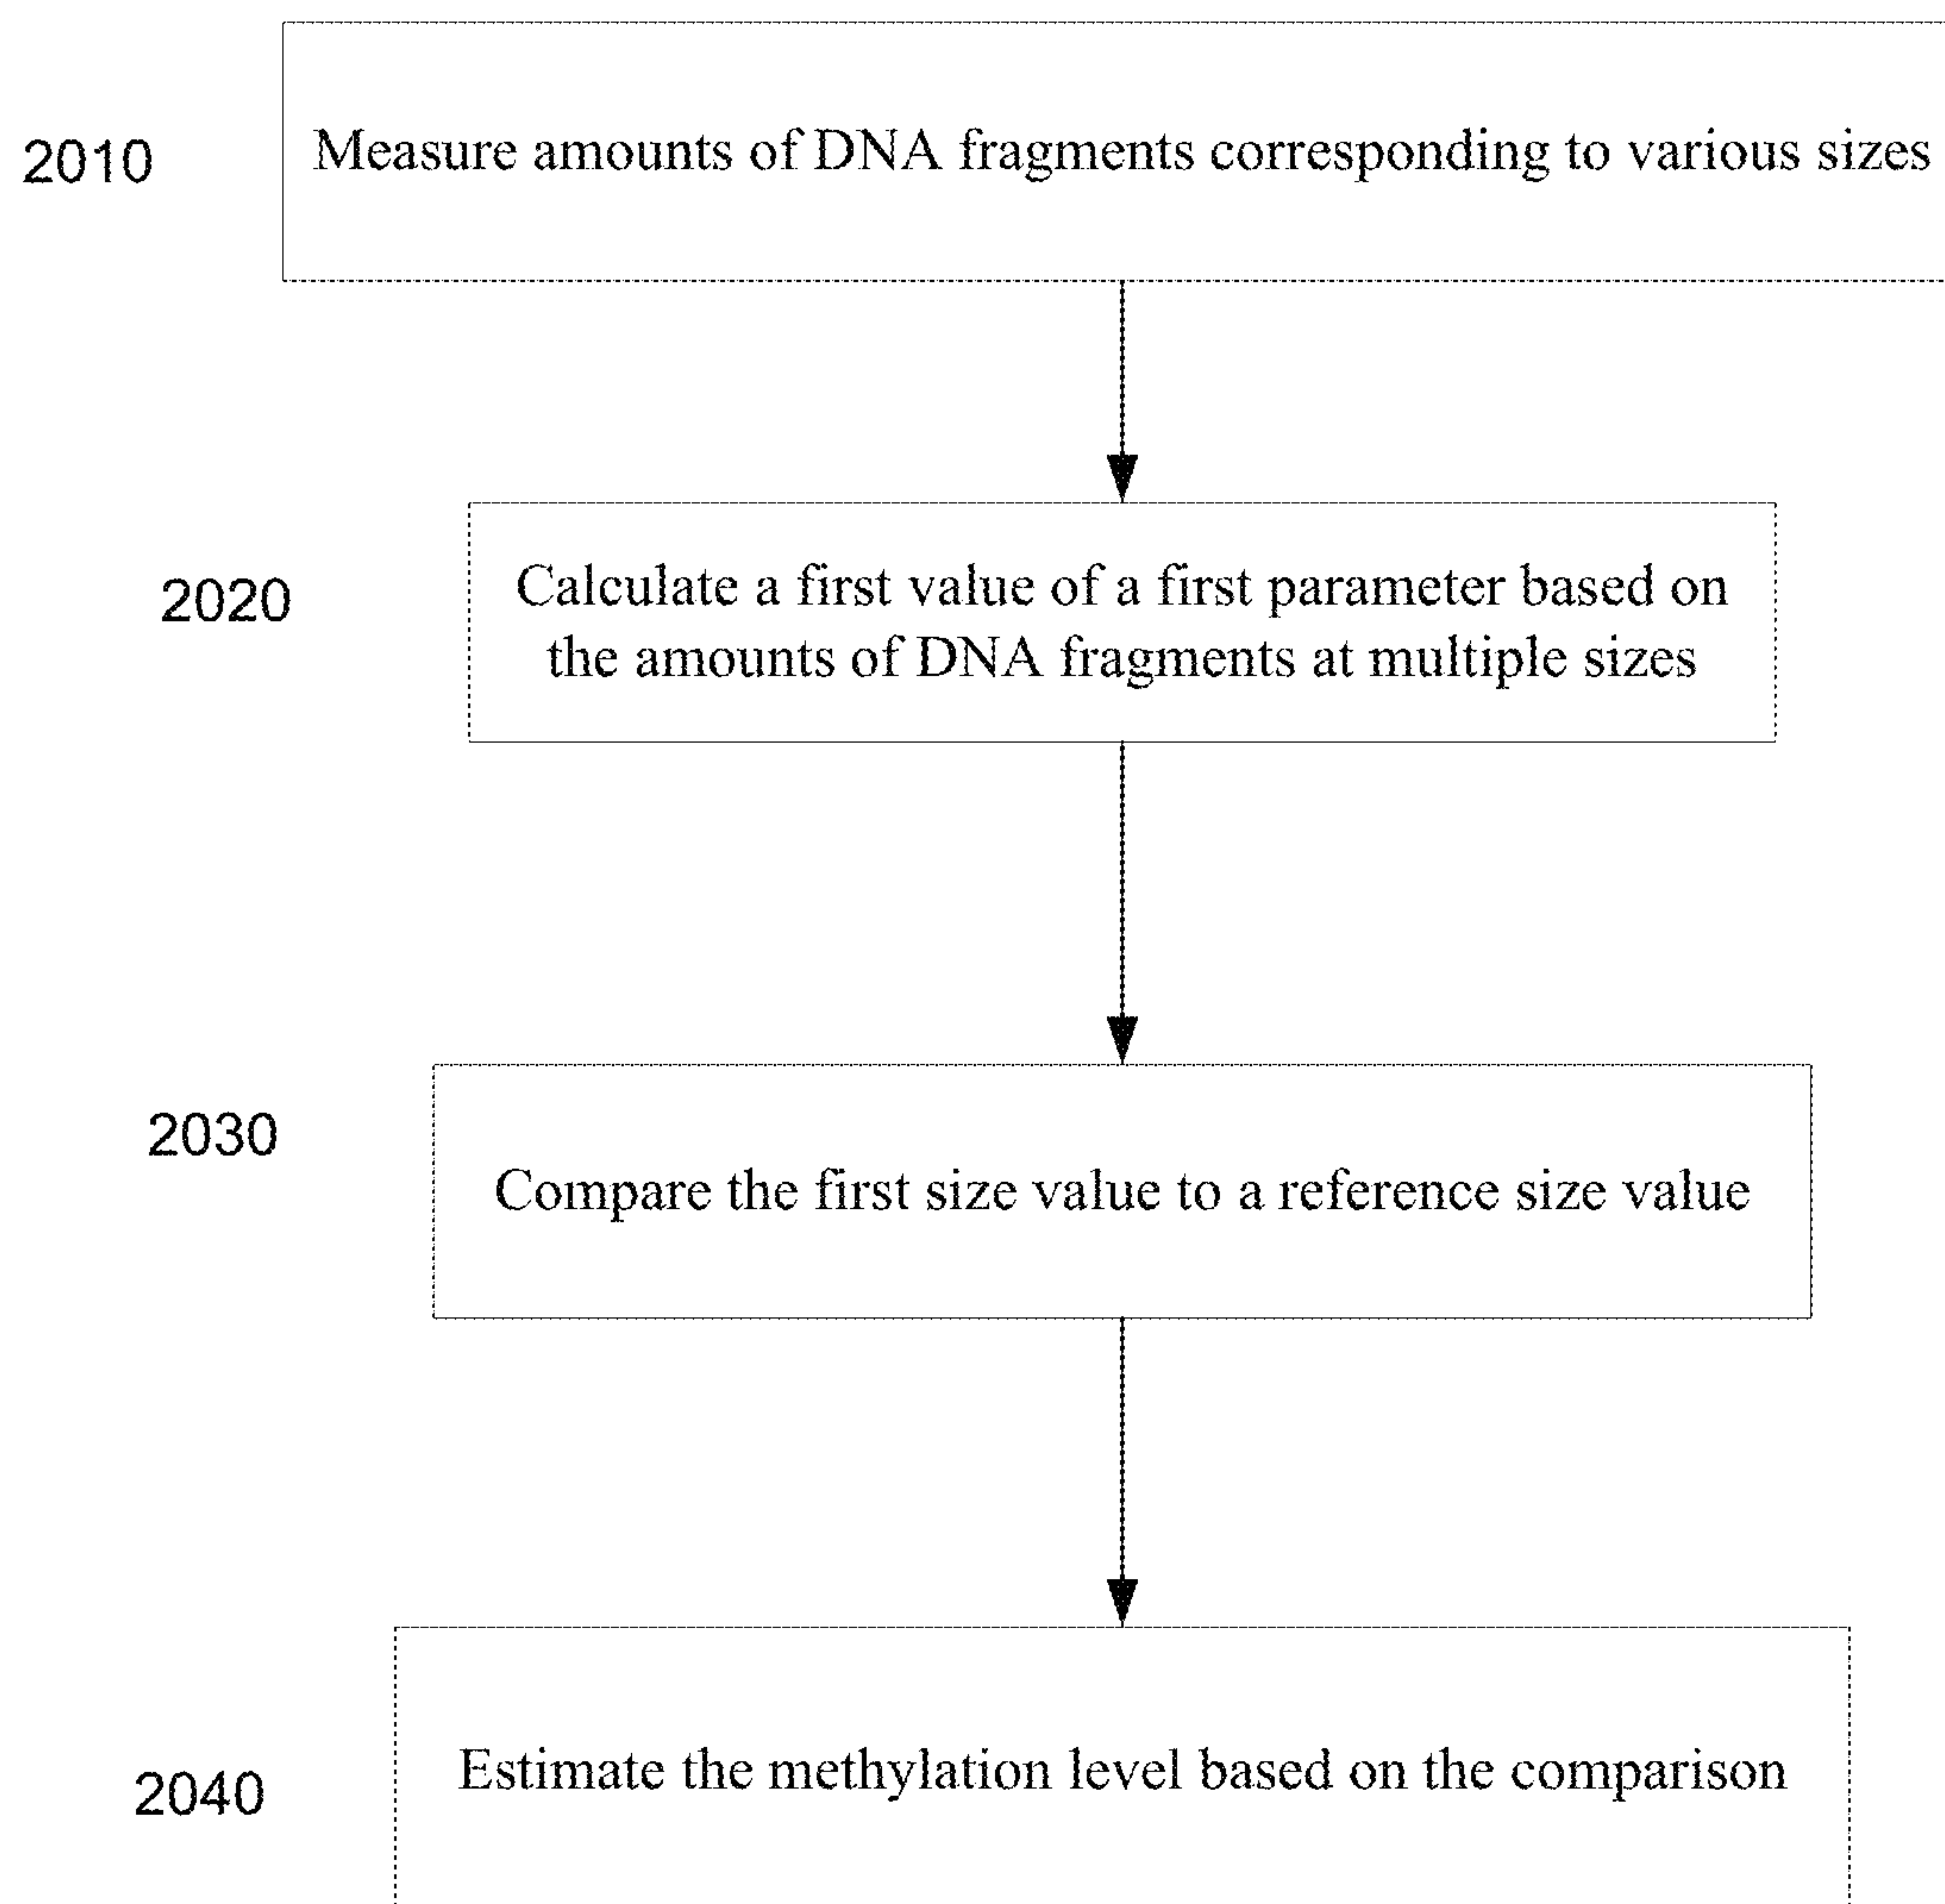 2010
Measure amounts of DNA fragments corresponding to various sizes
2020
Calculate a first value of a first parameter based on
the amounts of DNA fragments at multiple sizes
2030
Compare the first size value to a reference size value
2040
Estimate the methylation level based on the comparison